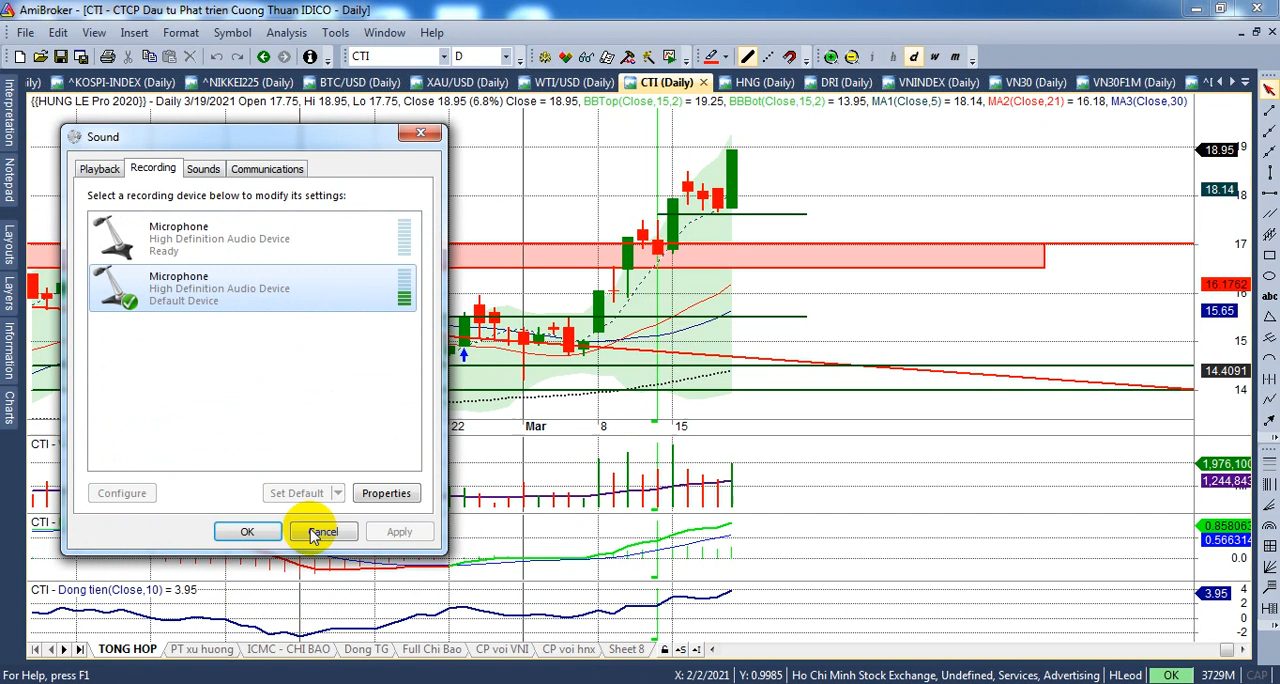 AmiBroker - [CTI - CTCP Dau tu Phat trien Cuong Thuan IDICO - Daily]
File Edit View Insert Format Symbol Analysis Tools Window Help
CTI D i h d w m
ily) ^KOSPI-INDEX (Daily) ^NIKKEI225 (Daily) BTC/USD (Daily) XAU/USD (Daily) WTI/USD (Daily) CTI (Daily) HNG (Daily) DRI (Daily) VNINDEX (Daily) VN30 (Daily) VN30F1M (Daily)
{{HUNG LE Pro 2020}} - Daily 3/19/2021 Open 17.75, Hi 18.95, Lo 17.75, Close 18.95 (6.8%) Close = 18.95, BBTop(Close,15,2) = 19.25, BBBot(Close,15,2) = 13.95, MA1(Close,5) = 18.14, MA2(Close,21) = 16.18, MA3(Close,30)
Interpretation
Notepad
Layouts
Layers
Information
Charts
Sound
Playback Recording Sounds Communications
Select a recording device below to modify its settings:
Microphone
High Definition Audio Device
Ready
Microphone
High Definition Audio Device
Default Device
Configure Set Default Properties
OK Cancel Apply
18.95
18.14
18
17
16.1762
16
15.65
15
14.4091
14
abc
22 Mar 8 15
CTI -
1,976,100
1,244,843
CTI -
0.858063
0.566314
0.0
CTI - Dong tien(Close,10) = 3.95
3.95
4
2
0
-2
TONG HOP PT xu huong ICMC - CHI BAO Dong TG Full Chi Bao CP voi VNI CP voi hnx Sheet 8
For Help, press F1 X: 2/2/2021 Y: 0.9985 Ho Chi Minh Stock Exchange, Undefined, Services, Advertising HLeod OK 3729M CAP